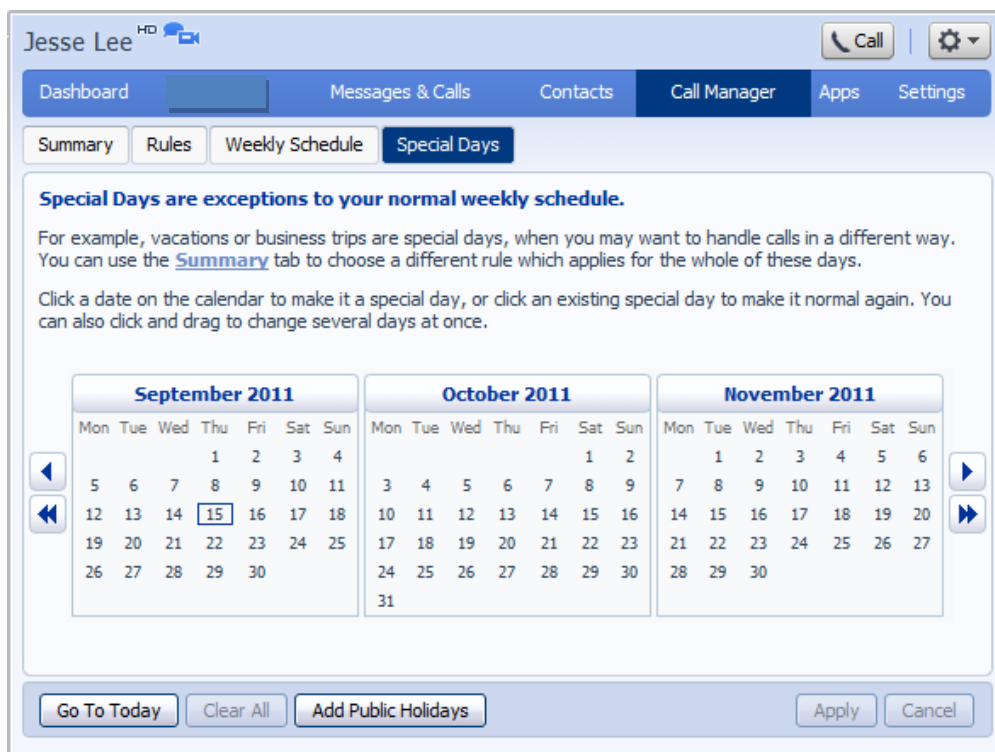 Jesse Lee HD
Call
Dashboard Messages & Calls Contacts Call Manager Apps Settings
Summary Rules Weekly Schedule Special Days
Special Days are exceptions to your normal weekly schedule.
For example, vacations or business trips are special days, when you may want to handle calls in a different way.
You can use the Summary tab to choose a different rule which applies for the whole of these days.
Click a date on the calendar to make it a special day, or click an existing special day to make it normal again. You
can also click and drag to change several days at once.
September 2011 October 2011 November 2011
Mon Tue Wed Thu Fri Sat Sun Mon Tue Wed Thu Fri Sat Sun Mon Tue Wed Thu Fri Sat Sun
1 2 3 4 1 2 1 2 3 4 5 6
5 6 7 8 9 10 11 3 4 5 6 7 8 9 7 8 9 10 11 12 13
12 13 14 15 16 17 18 10 11 12 13 14 15 16 14 15 16 17 18 19 20
19 20 21 22 23 24 25 17 18 19 20 21 22 23 21 22 23 24 25 26 27
26 27 28 29 30 24 25 26 27 28 29 30 28 29 30
31
Go To Today Clear All Add Public Holidays Apply Cancel